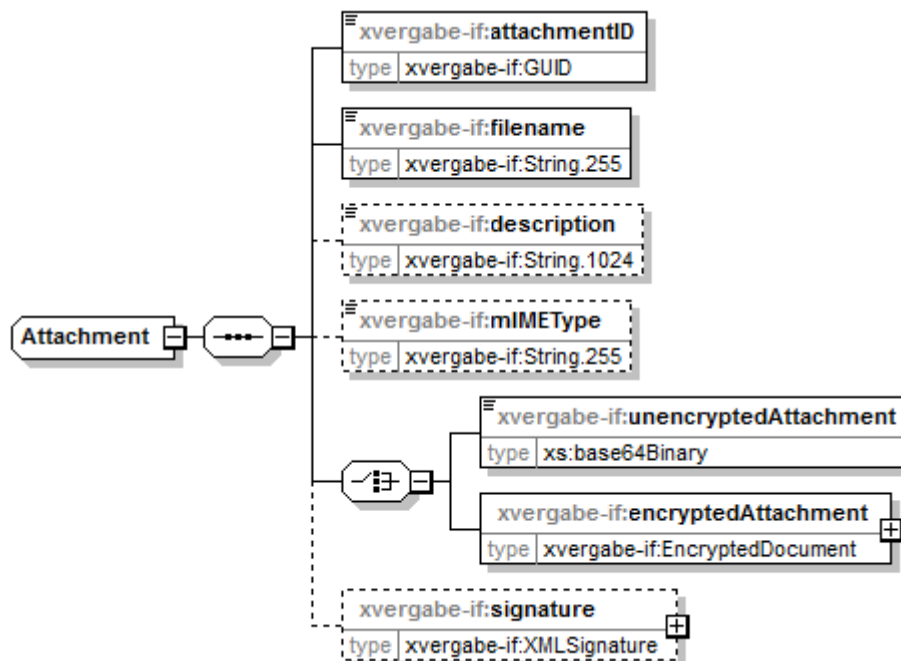 xvergabe-if:attachmentID
type xvergabe-if:GUID
xvergabe-if:filename
type xvergabe-if:String.255
xvergabe-if:description
type xvergabe-if:String.1024
Attachment
xvergabe-if:mIMEType
type xvergabe-if:String.255
xvergabe-if:unencryptedAttachment
type xs:base64Binary
xvergabe-if:encryptedAttachment
type xvergabe-if:EncryptedDocument
xvergabe-if:signature
type xvergabe-if:XMLSignature